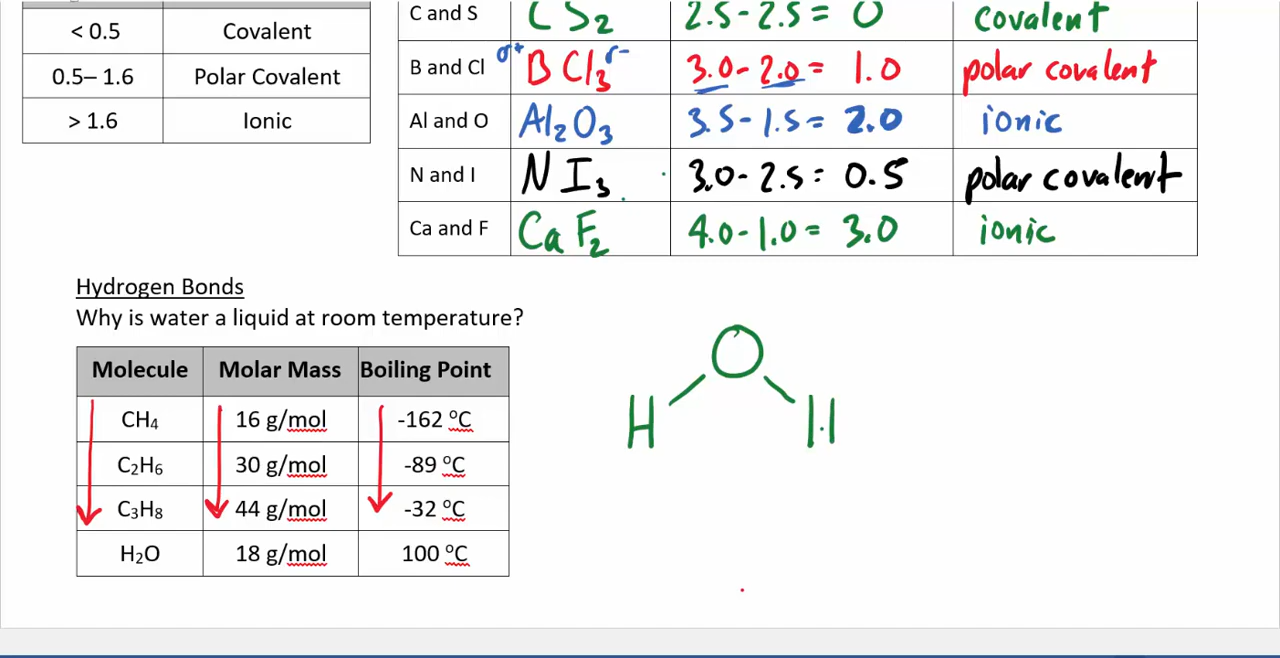 < 0.5 Covalent
0.5– 1.6 Polar Covalent
> 1.6 Ionic
C and S CS₂ 2.5-2.5= 0 covalent
B and Cl σ+ BCl₃ σ- 3.0-2.0= 1.0 polar covalent
Al and O Al₂O₃ 3.5-1.5= 2.0 ionic
N and I NI₃ 3.0-2.5= 0.5 polar covalent
Ca and F CaF₂ 4.0-1.0= 3.0 ionic
Hydrogen Bonds
Why is water a liquid at room temperature?
Molecule Molar Mass Boiling Point
CH₄ 16 g/mol -162 °C
C₂H₆ 30 g/mol -89 °C
C₃H₈ 44 g/mol -32 °C
H₂O 18 g/mol 100 °C
O
H H